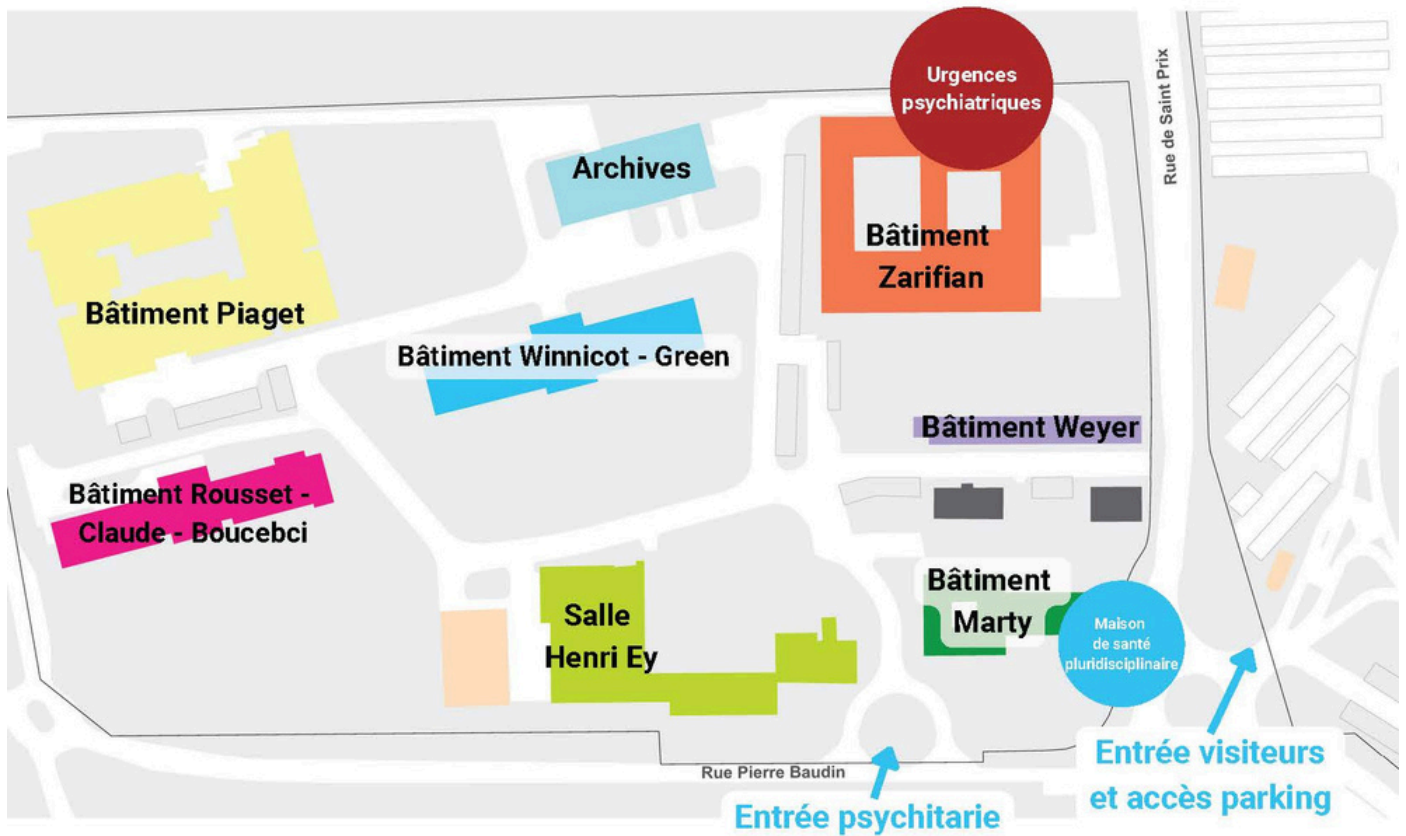 Urgences
psychiatriques
Rue de Saint Prix
Archives
Bâtiment
Zarifian
Bâtiment Piaget
Bâtiment Winnicot - Green
Bâtiment Weyer
Bâtiment Rousset -
Claude - Boucebci
Bâtiment
Marty
Salle
Henri Ey
Maison
de santé
pluridisciplinaire
Entrée visiteurs
et accès parking
Rue Pierre Baudin
Entrée psychitarie